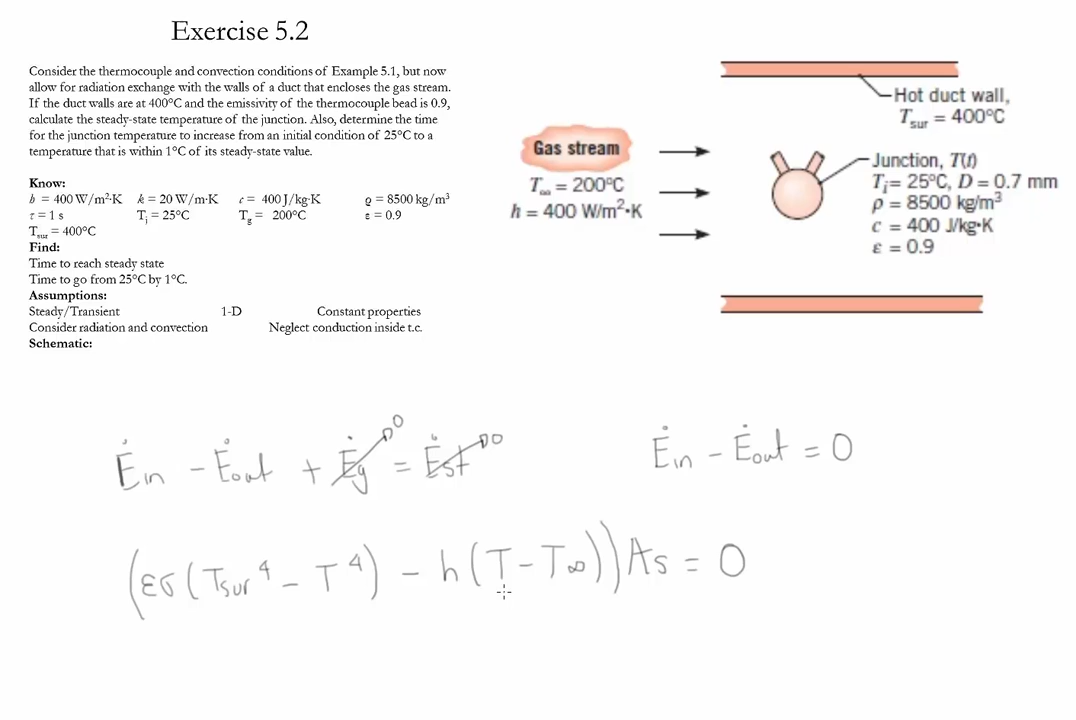 Exercise 5.2
Consider the thermocouple and convection conditions of Example 5.1, but now
allow for radiation exchange with the walls of a duct that encloses the gas stream.
If the duct walls are at 400°C and the emissivity of the thermocouple bead is 0.9,
calculate the steady-state temperature of the junction. Also, determine the time
for the junction temperature to increase from an initial condition of 25°C to a
temperature that is within 1°C of its steady-state value.
Know:
h = 400 W/m²·K k = 20 W/m·K c = 400 J/kg·K ρ = 8500 kg/m³
τ = 1 s T_i = 25°C T_g = 200°C ε = 0.9
T_sur = 400°C
Find:
Time to reach steady state
Time to go from 25°C by 1°C.
Assumptions:
Steady/Transient 1-D Constant properties
Consider radiation and convection Neglect conduction inside t.c.
Schematic:
Gas stream
T∞ = 200°C
h = 400 W/m²•K
Hot duct wall,
T_sur = 400°C
Junction, T(t)
T_i = 25°C, D = 0.7 mm
ρ = 8500 kg/m³
c = 400 J/kg•K
ε = 0.9
Ė_in − Ė_out + Ė_g→0 = Ė_st→0
Ė_in − Ė_out = 0
(εσ(T_sur⁴ − T⁴) − h(T − T∞))A_s = 0